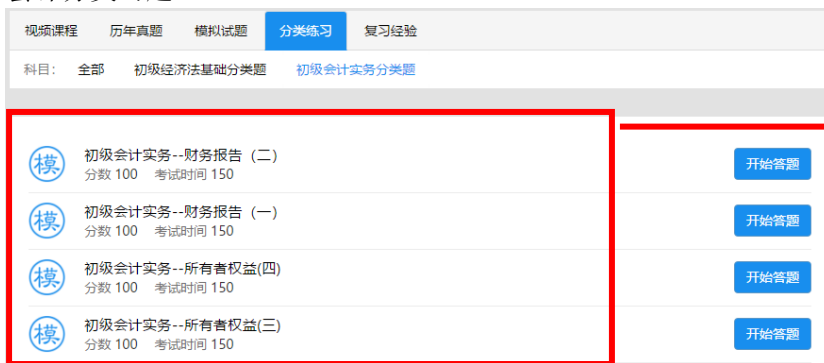 视频课程 历年真题 模拟试题 分类练习 复习经验
科目: 全部 初级经济法基础分类题 初级会计实务分类题
模 初级会计实务--财务报告（二） 开始答题
分数 100 考试时间 150
模 初级会计实务--财务报告（一） 开始答题
分数 100 考试时间 150
模 初级会计实务--所有者权益(四) 开始答题
分数 100 考试时间 150
模 初级会计实务--所有者权益(三) 开始答题
分数 100 考试时间 150